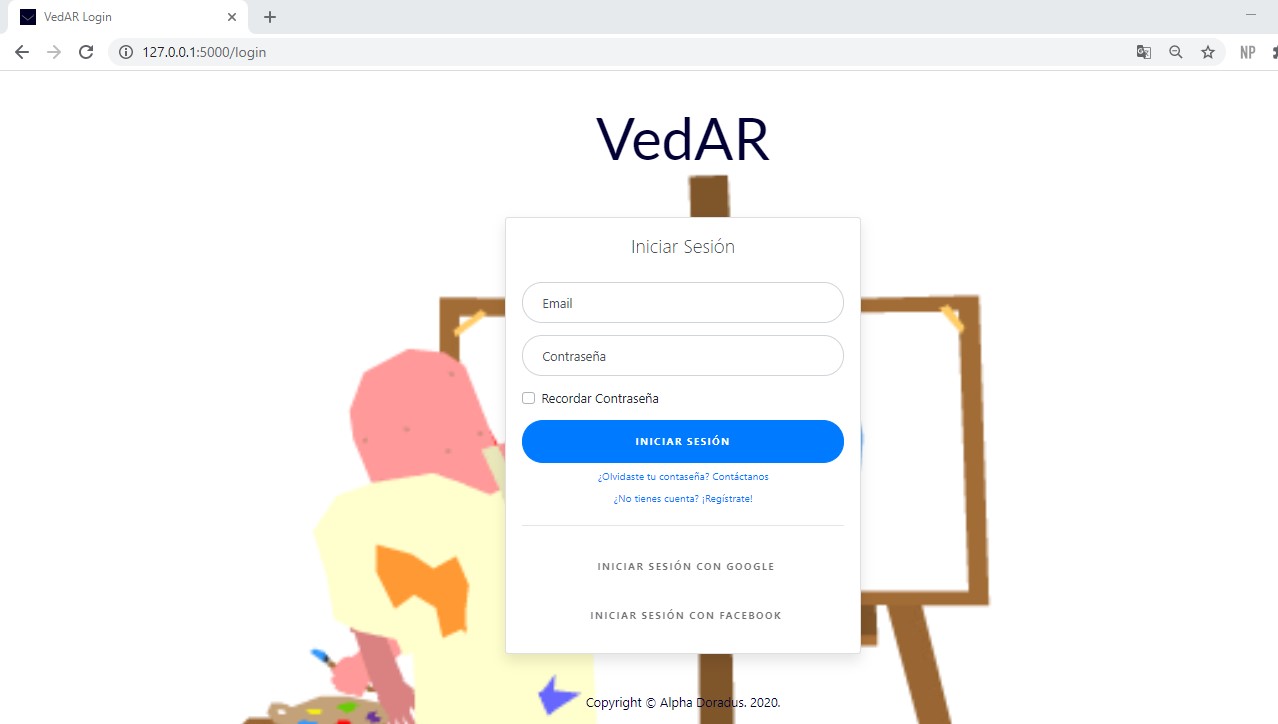 VedAR Login
127.0.0.1:5000/login
NP
VedAR
Iniciar Sesión
Email
Contraseña
Recordar Contraseña
INICIAR SESIÓN
¿Olvidaste tu contaseña? Contáctanos
¿No tienes cuenta? ¡Regístrate!
INICIAR SESIÓN CON GOOGLE
INICIAR SESIÓN CON FACEBOOK
Copyright © Alpha Doradus. 2020.